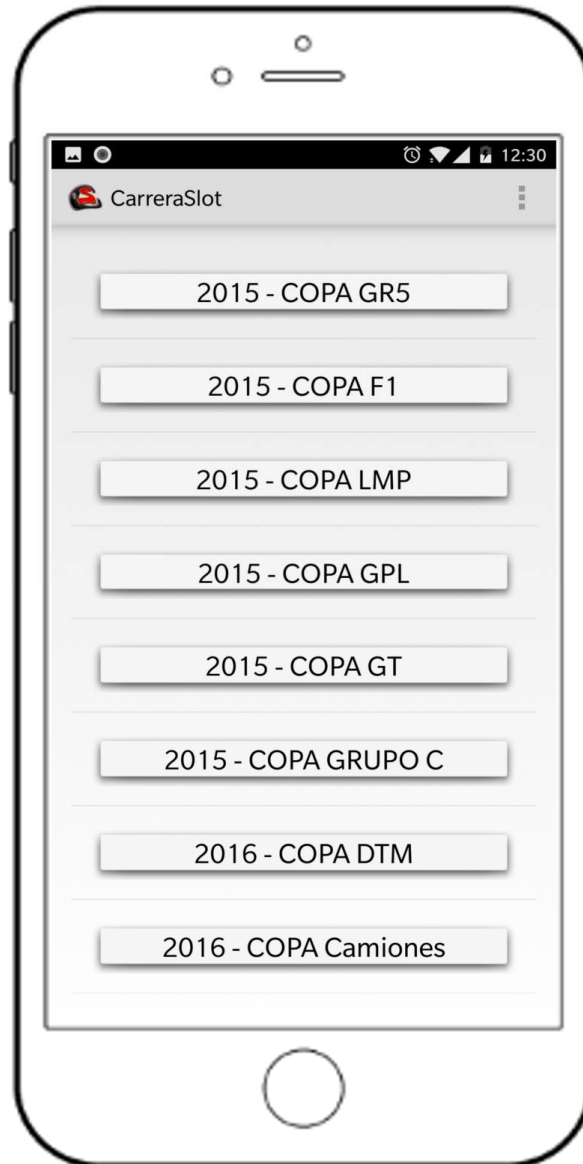 12:30
CarreraSlot
2015 - COPA GR5
2015 - COPA F1
2015 - COPA LMP
2015 - COPA GPL
2015 - COPA GT
2015 - COPA GRUPO C
2016 - COPA DTM
2016 - COPA Camiones